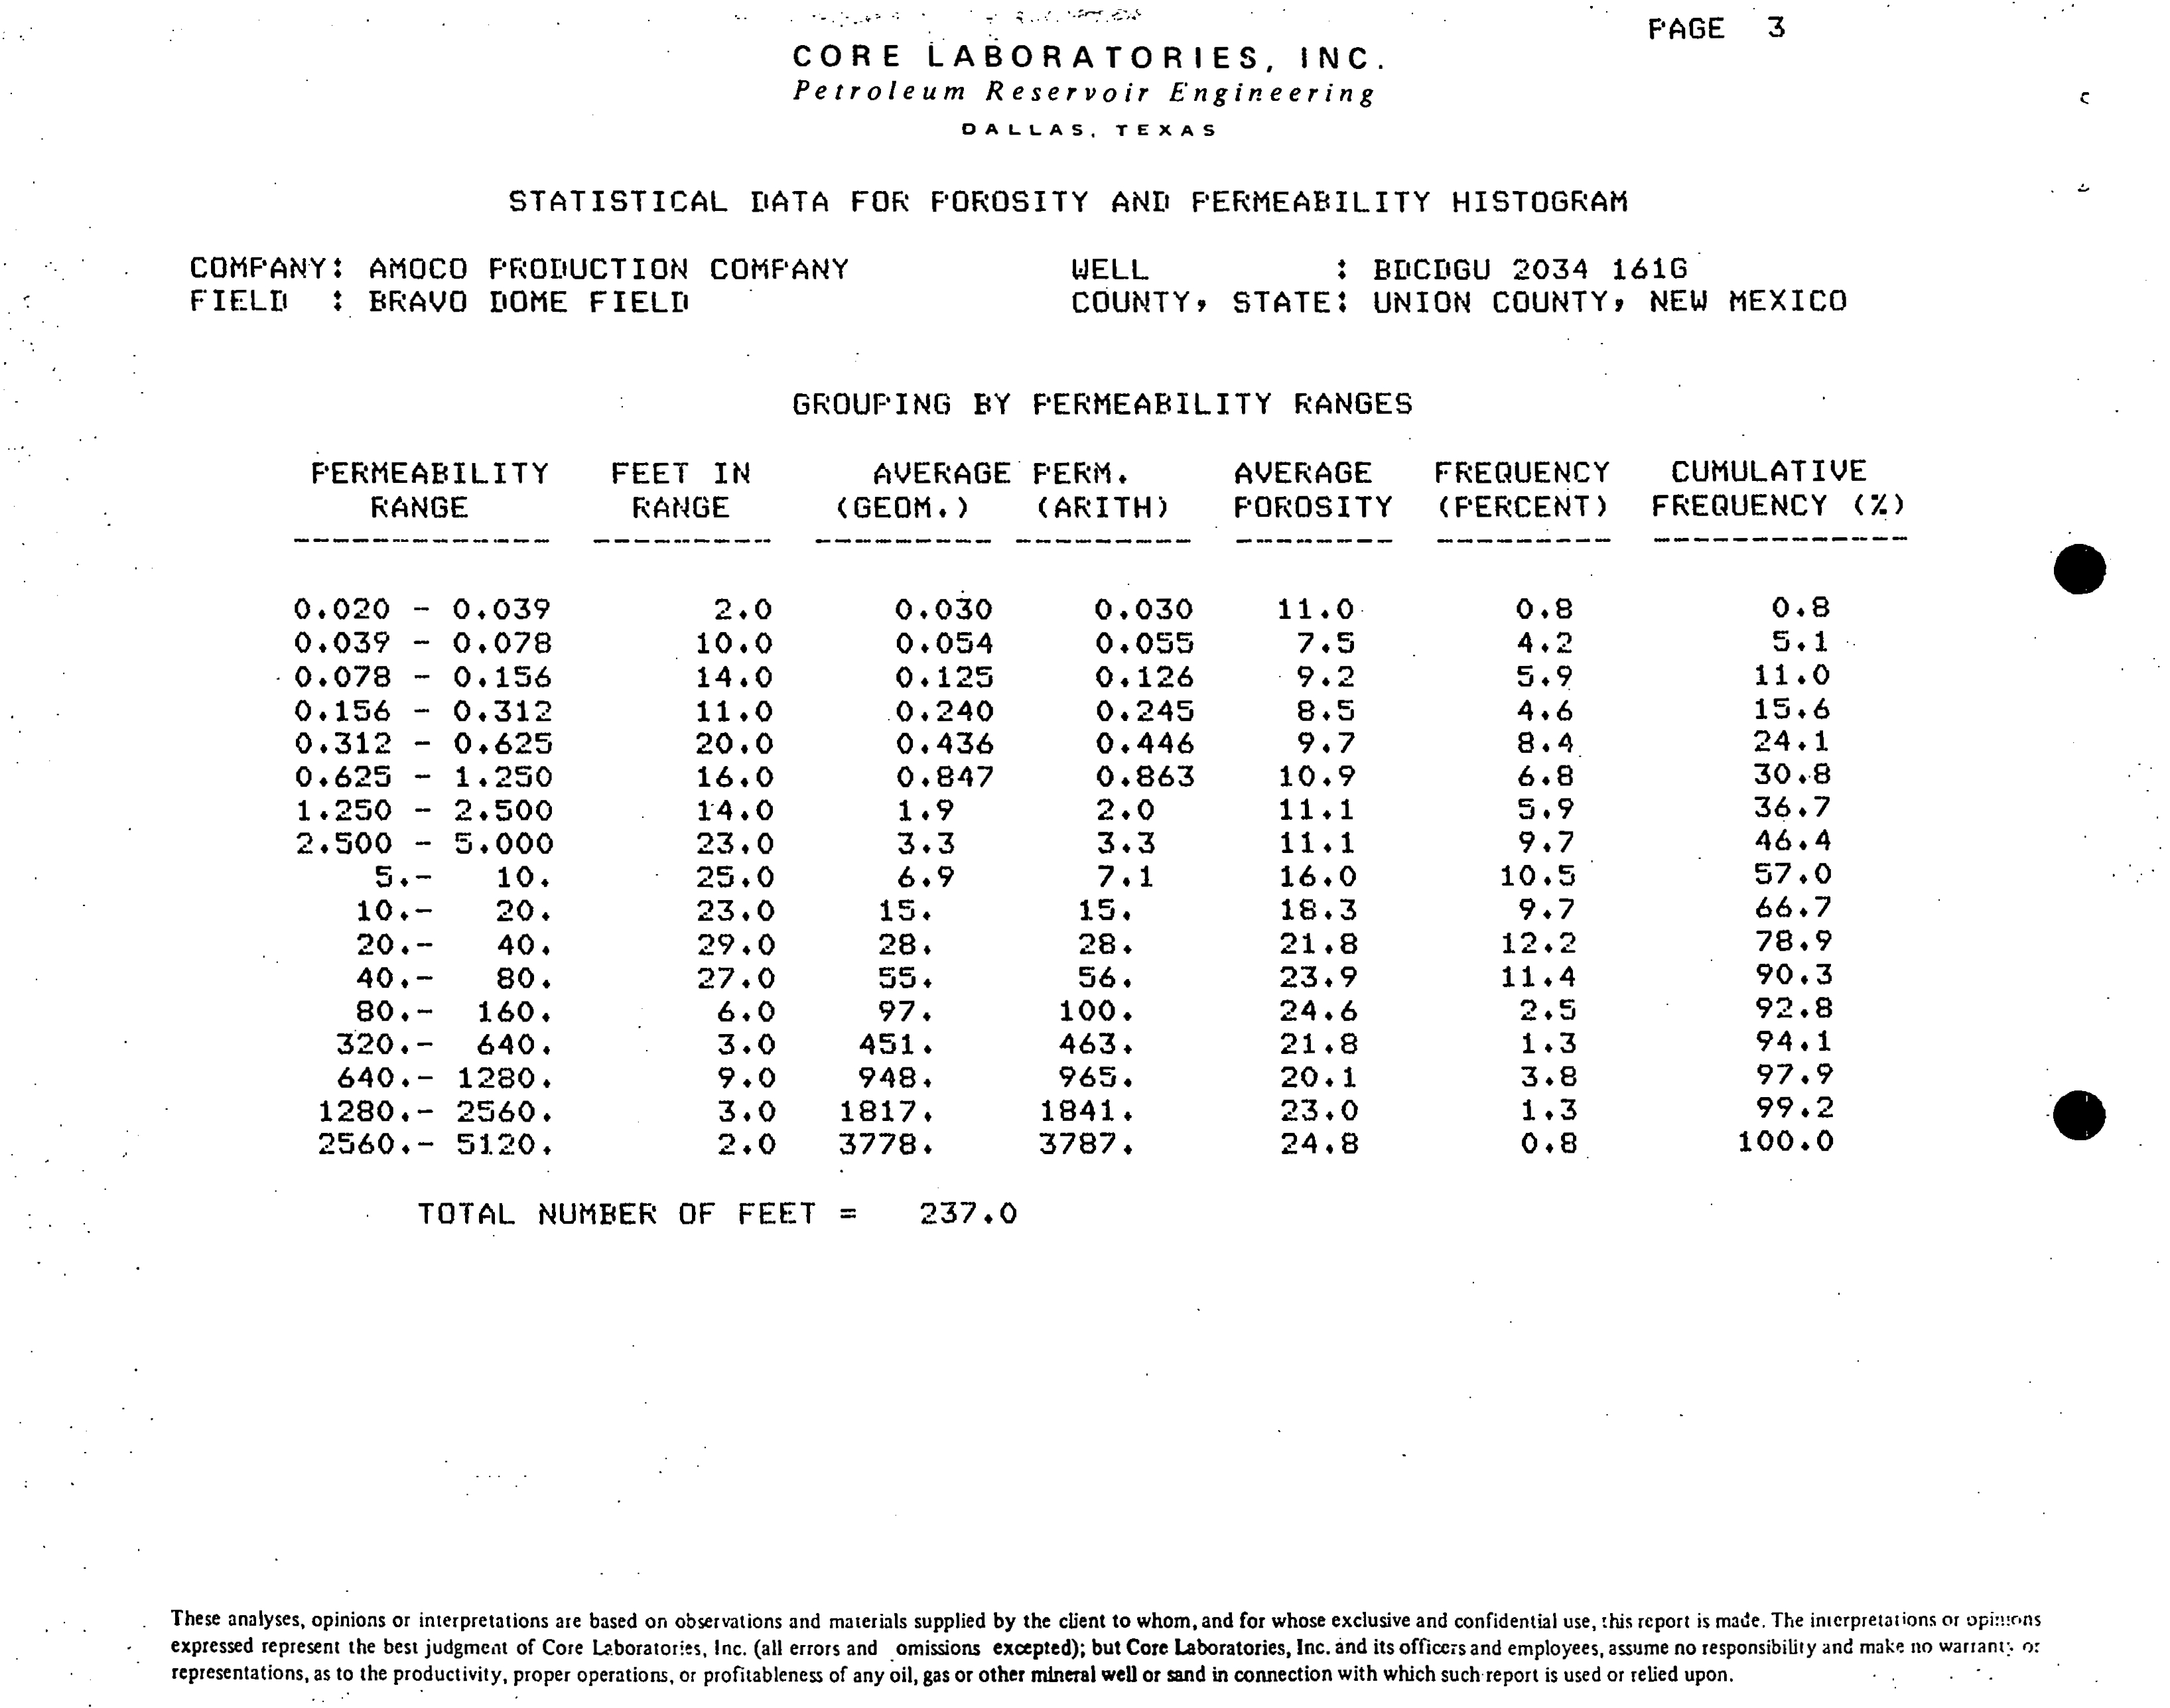 PAGE 3
CORE LABORATORIES, INC.
Petroleum Reservoir Engineering
DALLAS, TEXAS
STATISTICAL DATA FOR POROSITY AND PERMEABILITY HISTOGRAM
COMPANY: AMOCO PRODUCTION COMPANY WELL : BDCDGU 2034 161G
FIELD : BRAVO DOME FIELD COUNTY, STATE: UNION COUNTY, NEW MEXICO
GROUPING BY PERMEABILITY RANGES
PERMEABILITY FEET IN AVERAGE PERM. AVERAGE FREQUENCY CUMULATIVE
RANGE RANGE (GEOM.) (ARITH) POROSITY (PERCENT) FREQUENCY (%)
0.020 - 0.039 2.0 0.030 0.030 11.0 0.8 0.8
0.039 - 0.078 10.0 0.054 0.055 7.5 4.2 5.1
0.078 - 0.156 14.0 0.125 0.126 9.2 5.9 11.0
0.156 - 0.312 11.0 0.240 0.245 8.5 4.6 15.6
0.312 - 0.625 20.0 0.436 0.446 9.7 8.4 24.1
0.625 - 1.250 16.0 0.847 0.863 10.9 6.8 30.8
1.250 - 2.500 14.0 1.9 2.0 11.1 5.9 36.7
2.500 - 5.000 23.0 3.3 3.3 11.1 9.7 46.4
5.- 10. 25.0 6.9 7.1 16.0 10.5 57.0
10.- 20. 23.0 15. 15. 18.3 9.7 66.7
20.- 40. 29.0 28. 28. 21.8 12.2 78.9
40.- 80. 27.0 55. 56. 23.9 11.4 90.3
80.- 160. 6.0 97. 100. 24.6 2.5 92.8
320.- 640. 3.0 451. 463. 21.8 1.3 94.1
640.- 1280. 9.0 948. 965. 20.1 3.8 97.9
1280.- 2560. 3.0 1817. 1841. 23.0 1.3 99.2
2560.- 5120. 2.0 3778. 3787. 24.8 0.8 100.0
TOTAL NUMBER OF FEET = 237.0
These analyses, opinions or interpretations are based on observations and materials supplied by the client to whom, and for whose exclusive and confidential use, this report is made. The interpretations or opinions
expressed represent the best judgment of Core Laboratories, Inc. (all errors and omissions excepted); but Core Laboratories, Inc. and its officers and employees, assume no responsibility and make no warranty or
representations, as to the productivity, proper operations, or profitableness of any oil, gas or other mineral well or sand in connection with which such report is used or relied upon.